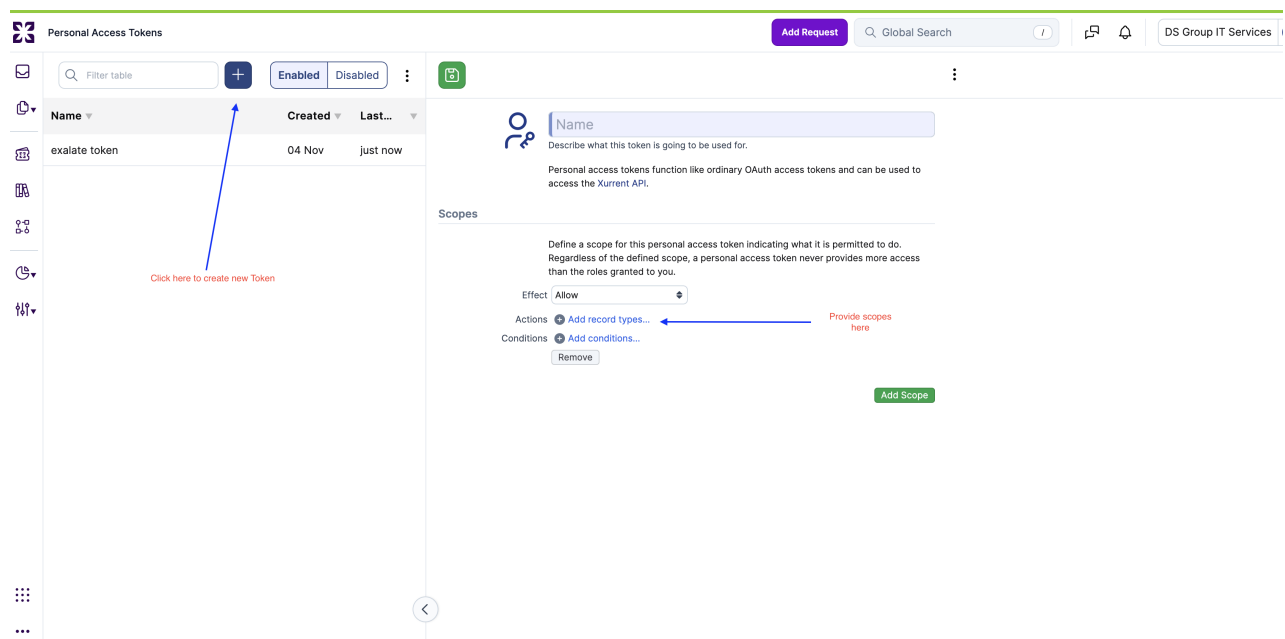 Personal Access Tokens
Add Request
Global Search
/
DS Group IT Services
Filter table
Enabled
Disabled
Name
Created
Last...
exalate token
04 Nov
just now
Click here to create new Token
Name
Describe what this token is going to be used for.
Personal access tokens function like ordinary OAuth access tokens and can be used to
access the Xurrent API.
Scopes
Define a scope for this personal access token indicating what it is permitted to do.
Regardless of the defined scope, a personal access token never provides more access
than the roles granted to you.
Effect
Allow
Actions
Add record types...
Provide scopes
here
Conditions
Add conditions...
Remove
Add Scope